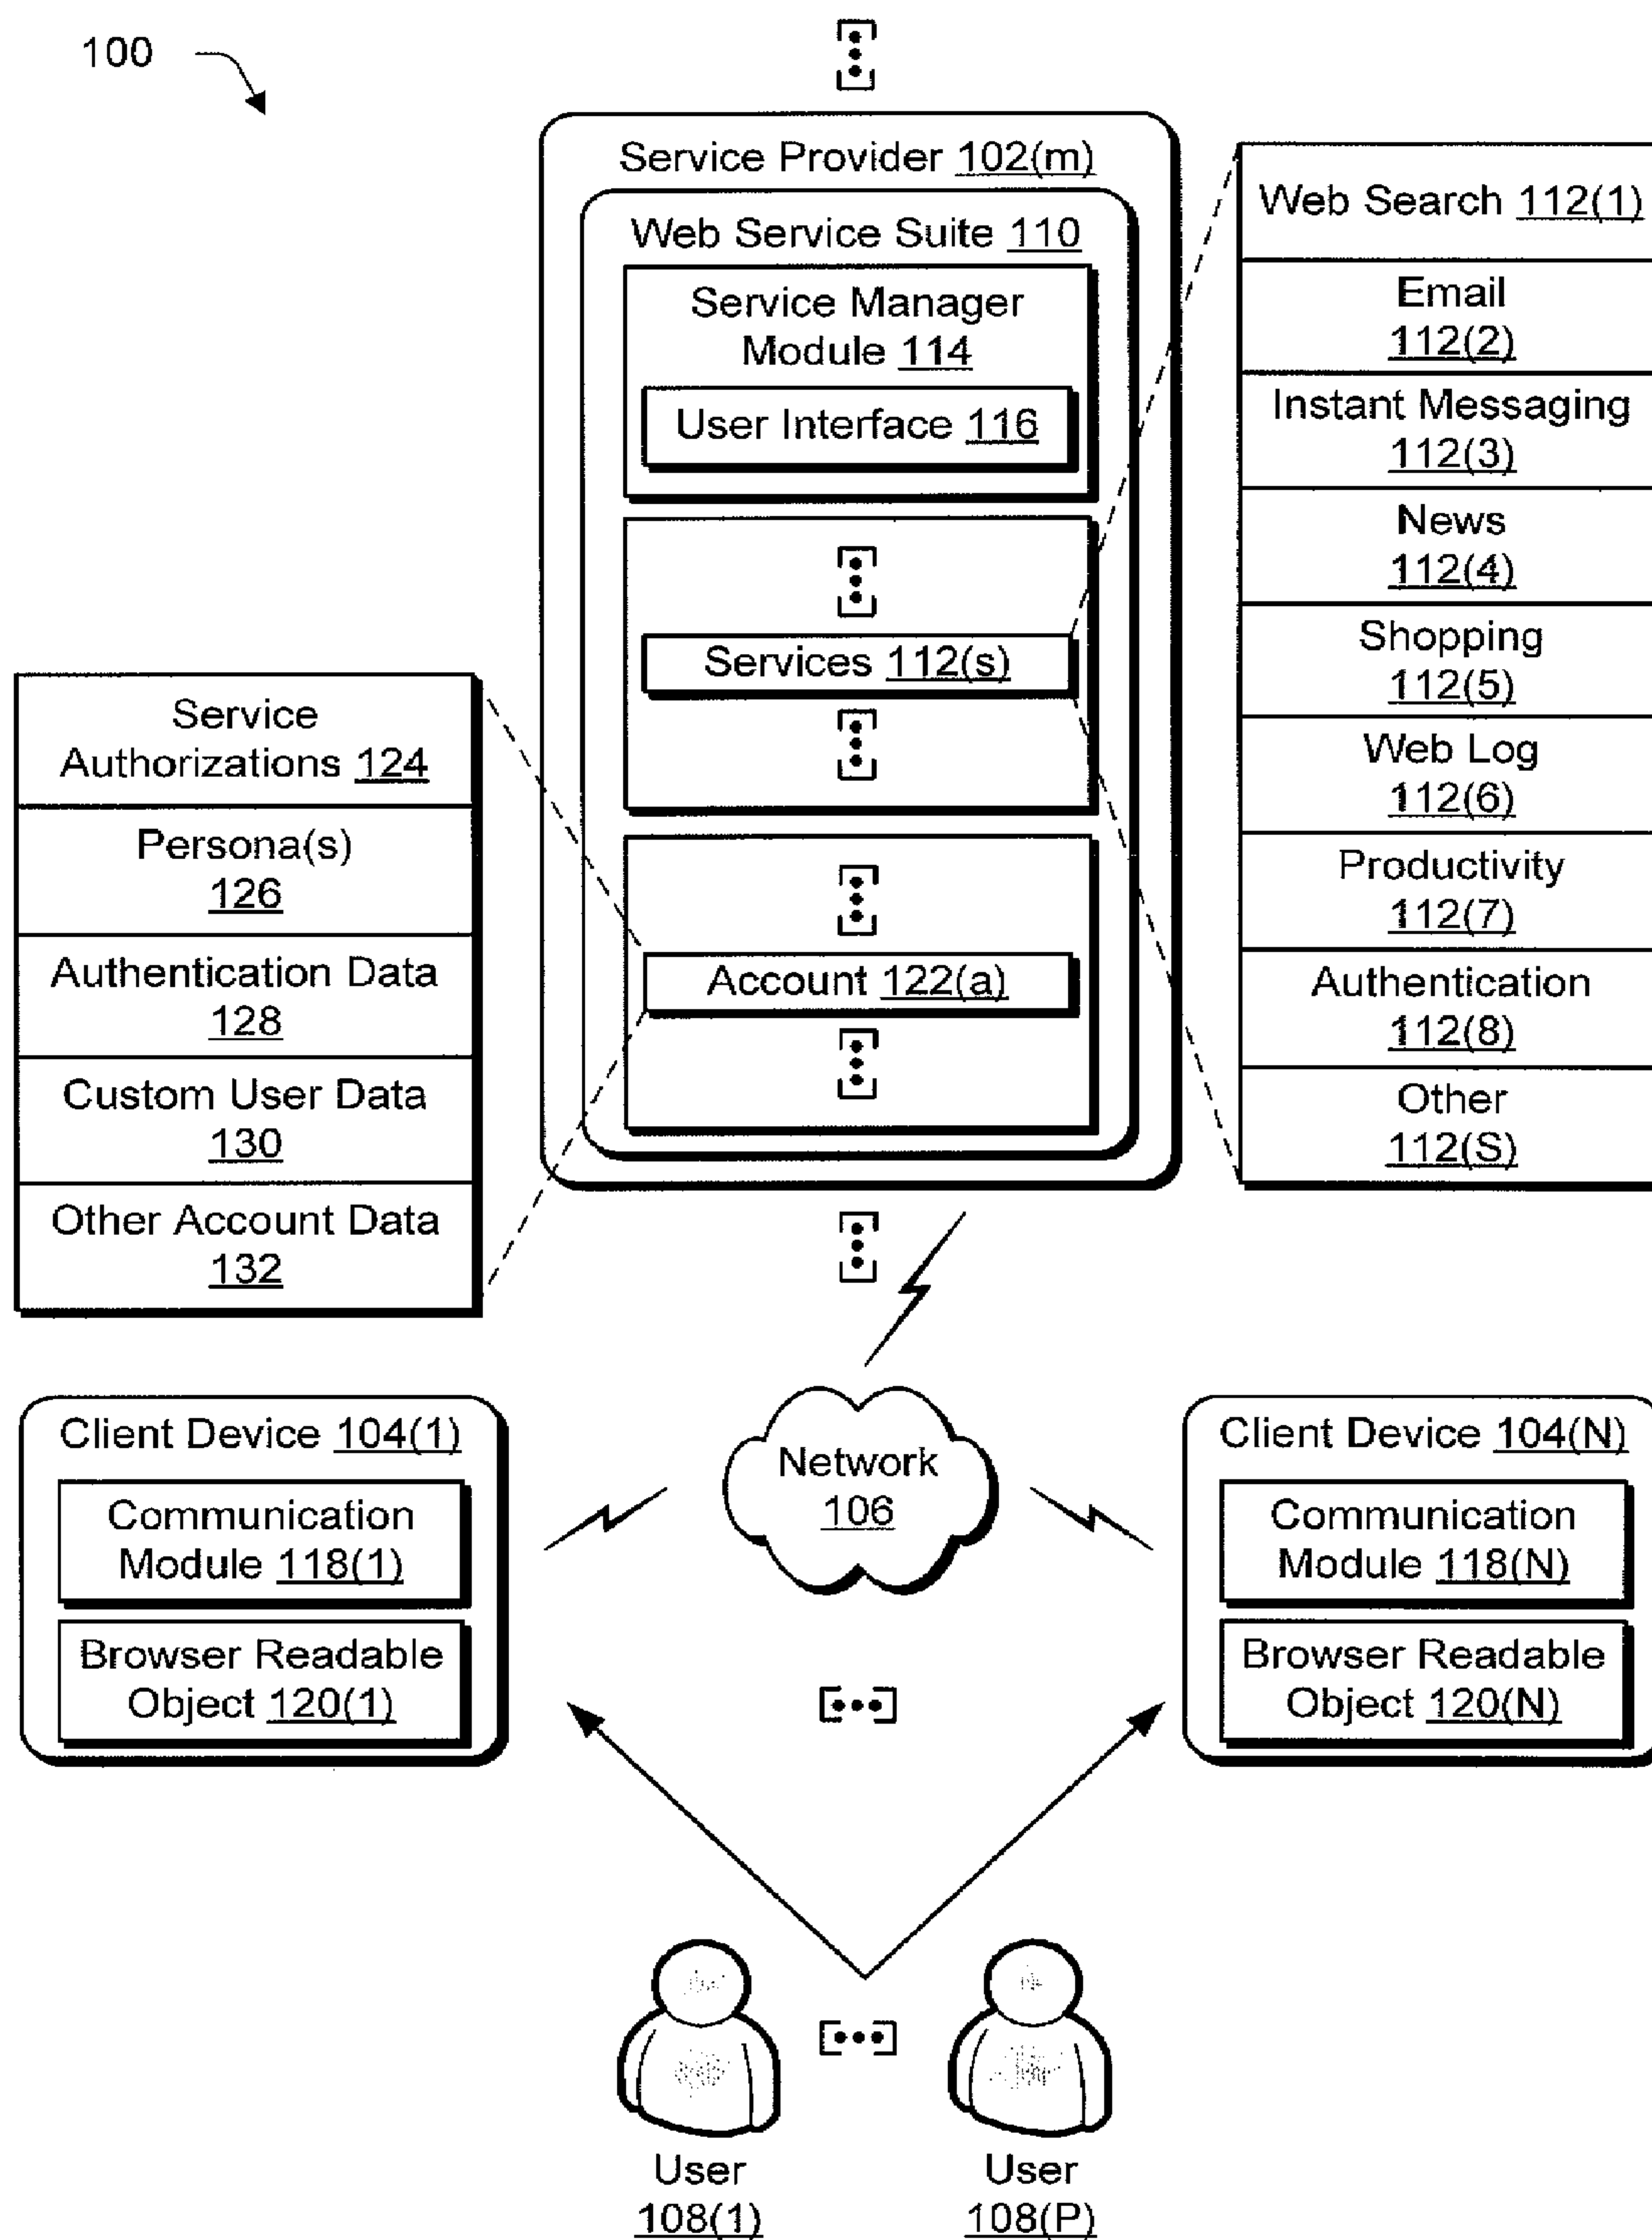 100
Service Provider 102(m)
Web Service Suite 110
Service Manager
Module 114
User Interface 116
Services 112(s)
Account 122(a)
Web Search 112(1)
Email
112(2)
Instant Messaging
112(3)
News
112(4)
Shopping
112(5)
Web Log
112(6)
Productivity
112(7)
Authentication
112(8)
Other
112(S)
Service
Authorizations 124
Persona(s)
126
Authentication Data
128
Custom User Data
130
Other Account Data
132
Client Device 104(1)
Communication
Module 118(1)
Browser Readable
Object 120(1)
Network
106
Client Device 104(N)
Communication
Module 118(N)
Browser Readable
Object 120(N)
User
108(1)
User
108(P)